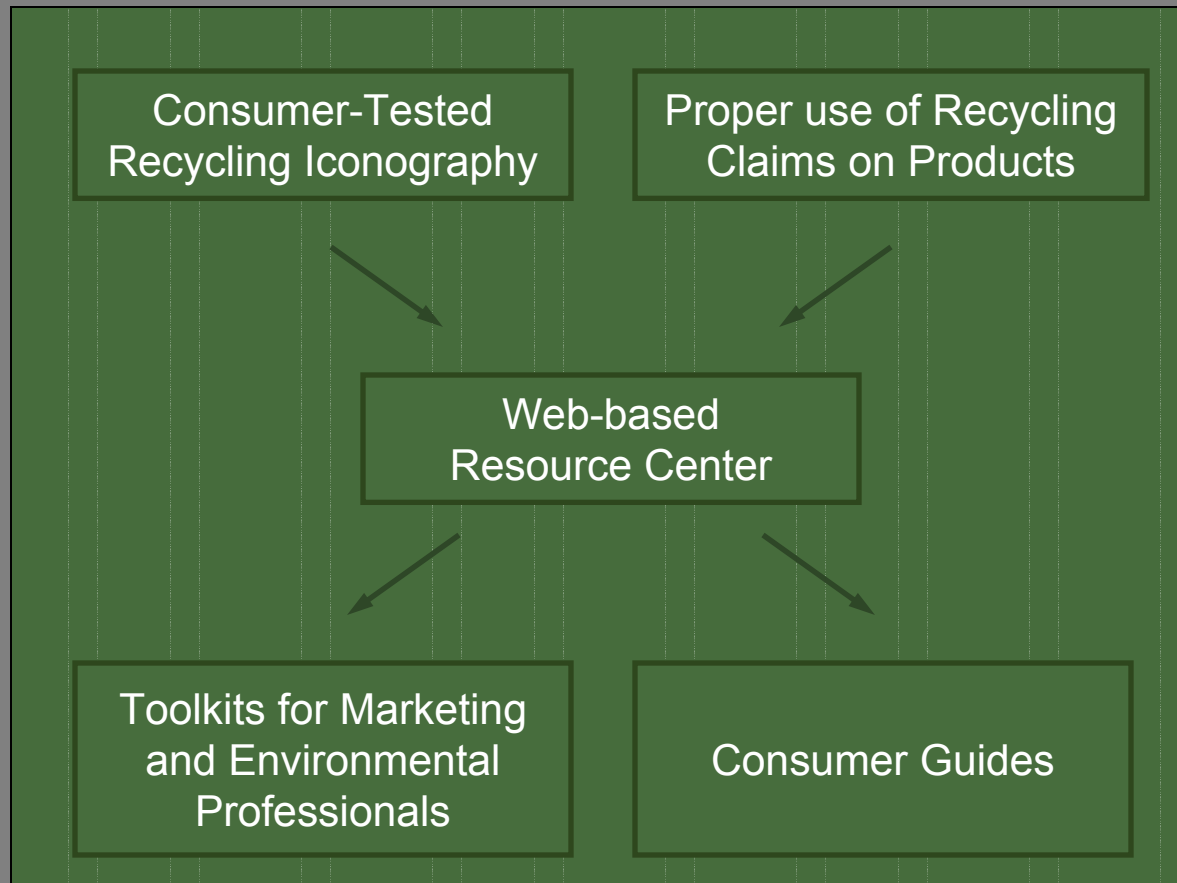 Consumer-Tested
Recycling Iconography
Proper use of Recycling
Claims on Products
Web-based
Resource Center
Toolkits for Marketing
and Environmental
Professionals
Consumer Guides